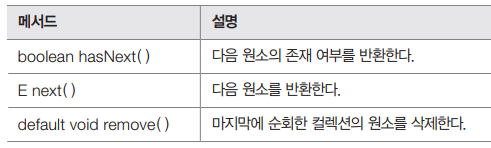 메서드 설명
boolean hasNext( ) 다음 원소의 존재 여부를 반환한다.
E next( ) 다음 원소를 반환한다.
default void remove( ) 마지막에 순회한 컬렉션의 원소를 삭제한다.